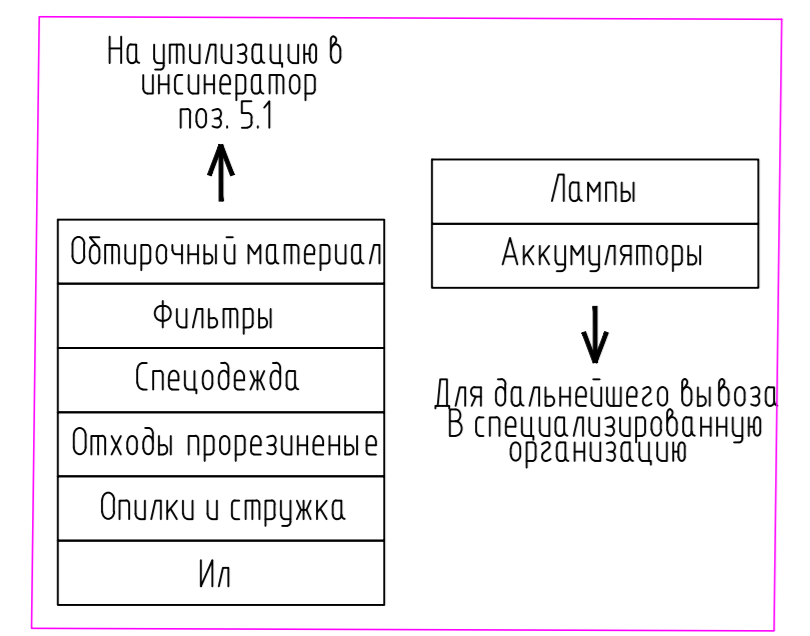 На утилизацию в
инсинератор
поз. 5.1
Обтирочный материал
Фильтры
Спецодежда
Отходы прорезиненые
Опилки и стружка
Ил
Лампы
Аккумуляторы
Для дальнейшего вывоза
В специализированную
организацию